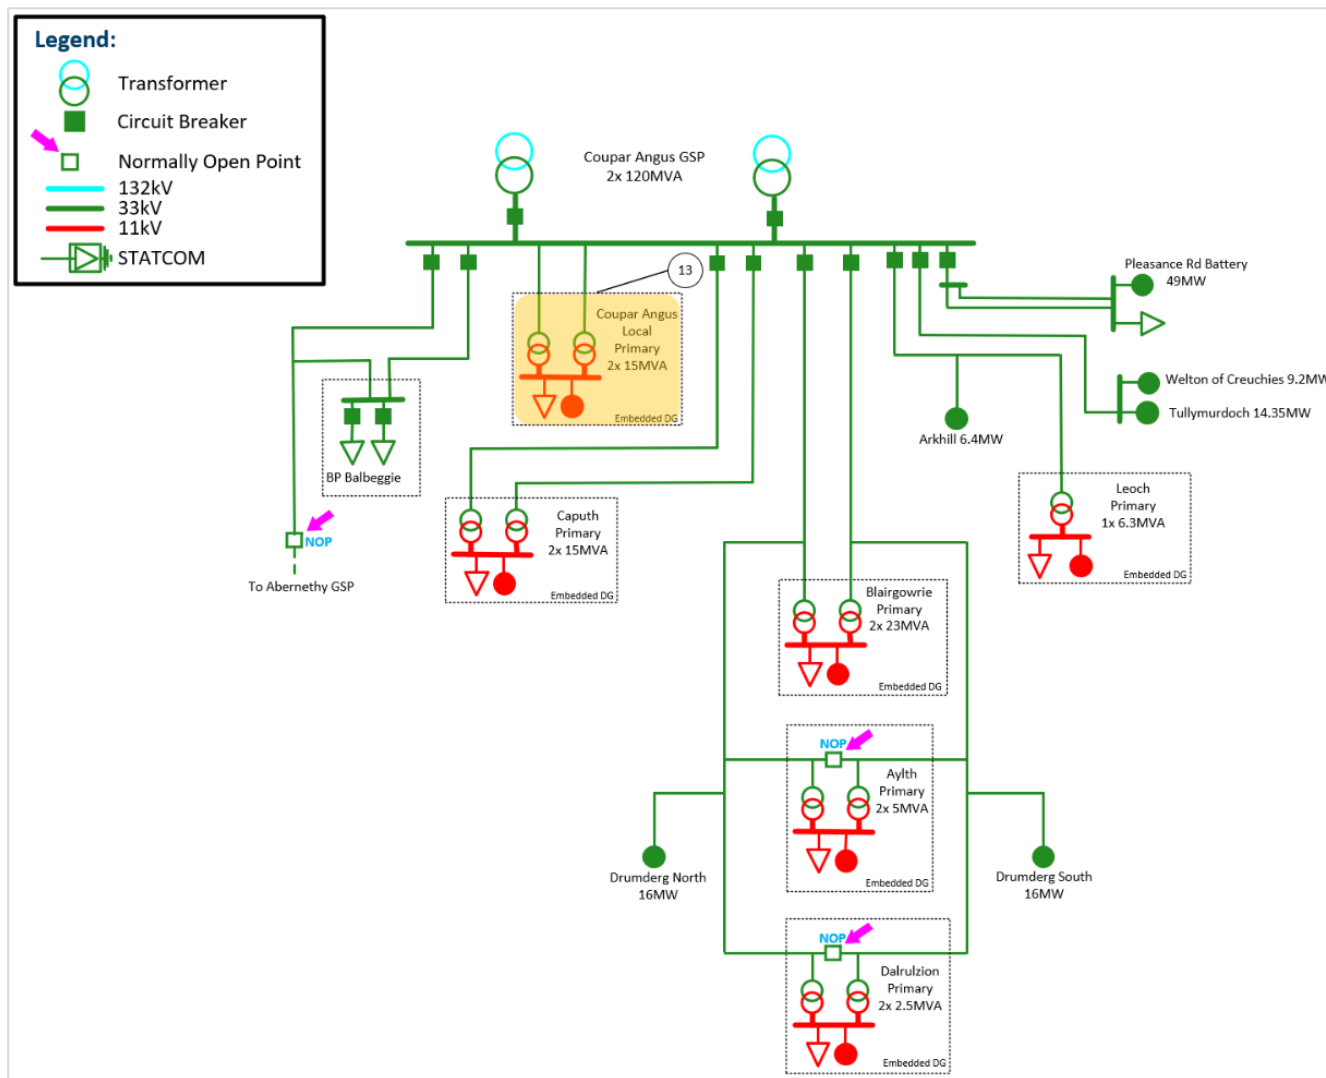 Legend:
Transformer
Circuit Breaker
Normally Open Point
132kV
33kV
11kV
STATCOM
Coupar Angus GSP
2x 120MVA
13
Coupar Angus
Local
Primary
2x 15MVA
Embedded DG
Pleasance Rd Battery
49MW
Welton of Creuchies 9.2MW
Tullymurdoch 14.35MW
Arkhill 6.4MW
BP Balbeggie
NOP
To Abernethy GSP
Caputh
Primary
2x 15MVA
Embedded DG
Leoch
Primary
1x 6.3MVA
Embedded DG
Blairgowrie
Primary
2x 23MVA
Embedded DG
NOP
Aylth
Primary
2x 5MVA
Embedded DG
Drumderg North
16MW
Drumderg South
16MW
NOP
Dalrulzion
Primary
2x 2.5MVA
Embedded DG